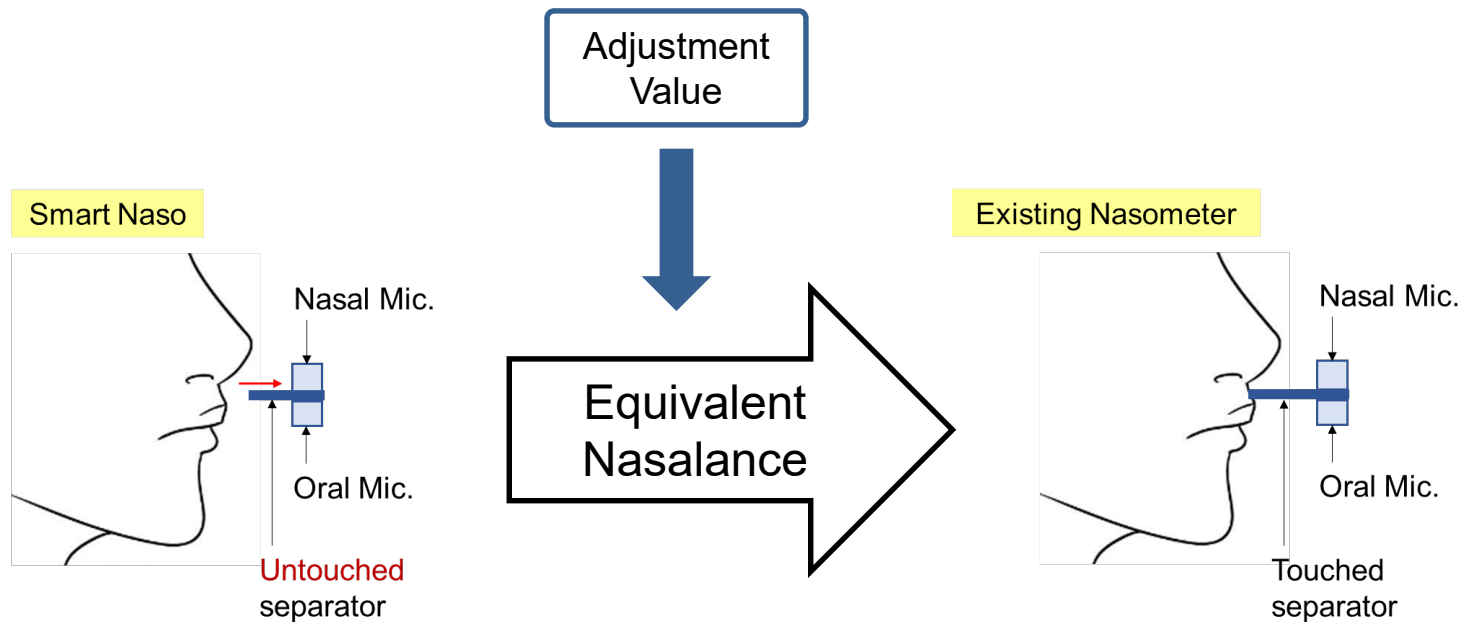 Adjustment
Value
Smart Naso
Existing Nasometer
Nasal Mic.
Nasal Mic.
Equivalent
Nasalance
Oral Mic.
Oral Mic.
Untouched
separator
Touched
separator